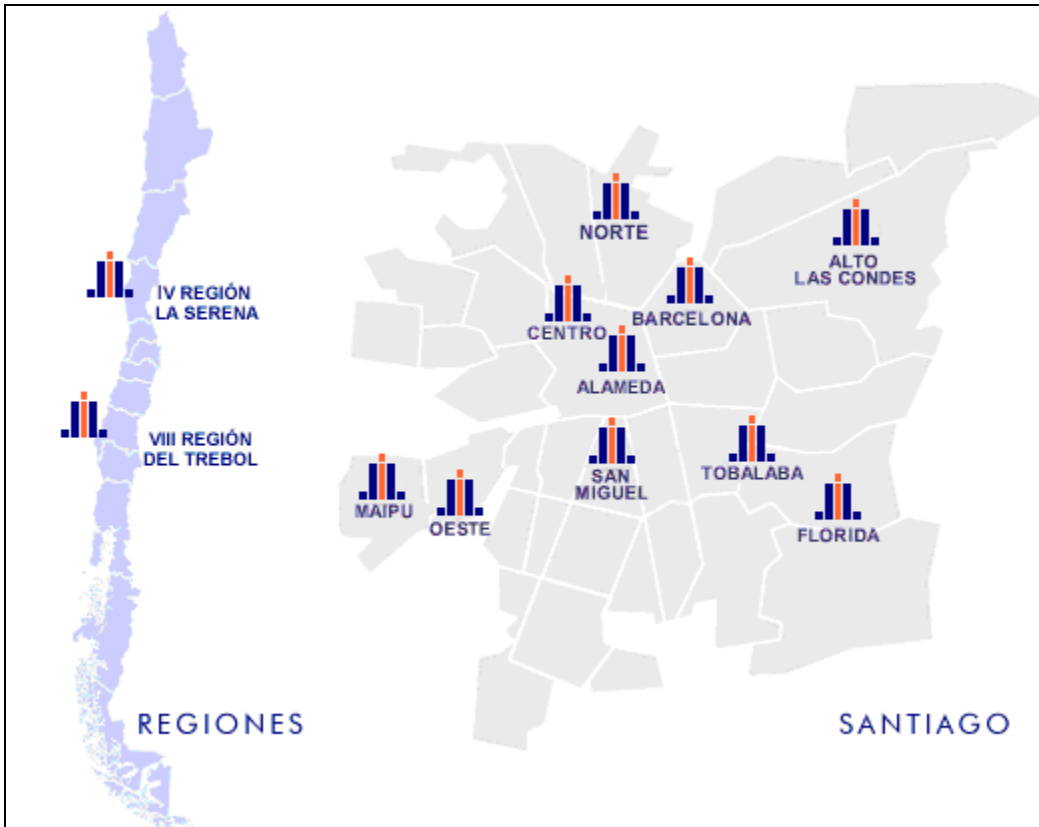 IV REGIÓN
LA SERENA
VIII REGIÓN
DEL TREBOL
REGIONES
NORTE
ALTO
LAS CONDES
BARCELONA
CENTRO
ALAMEDA
SAN
MIGUEL
TOBALABA
MAIPU
OESTE
FLORIDA
SANTIAGO